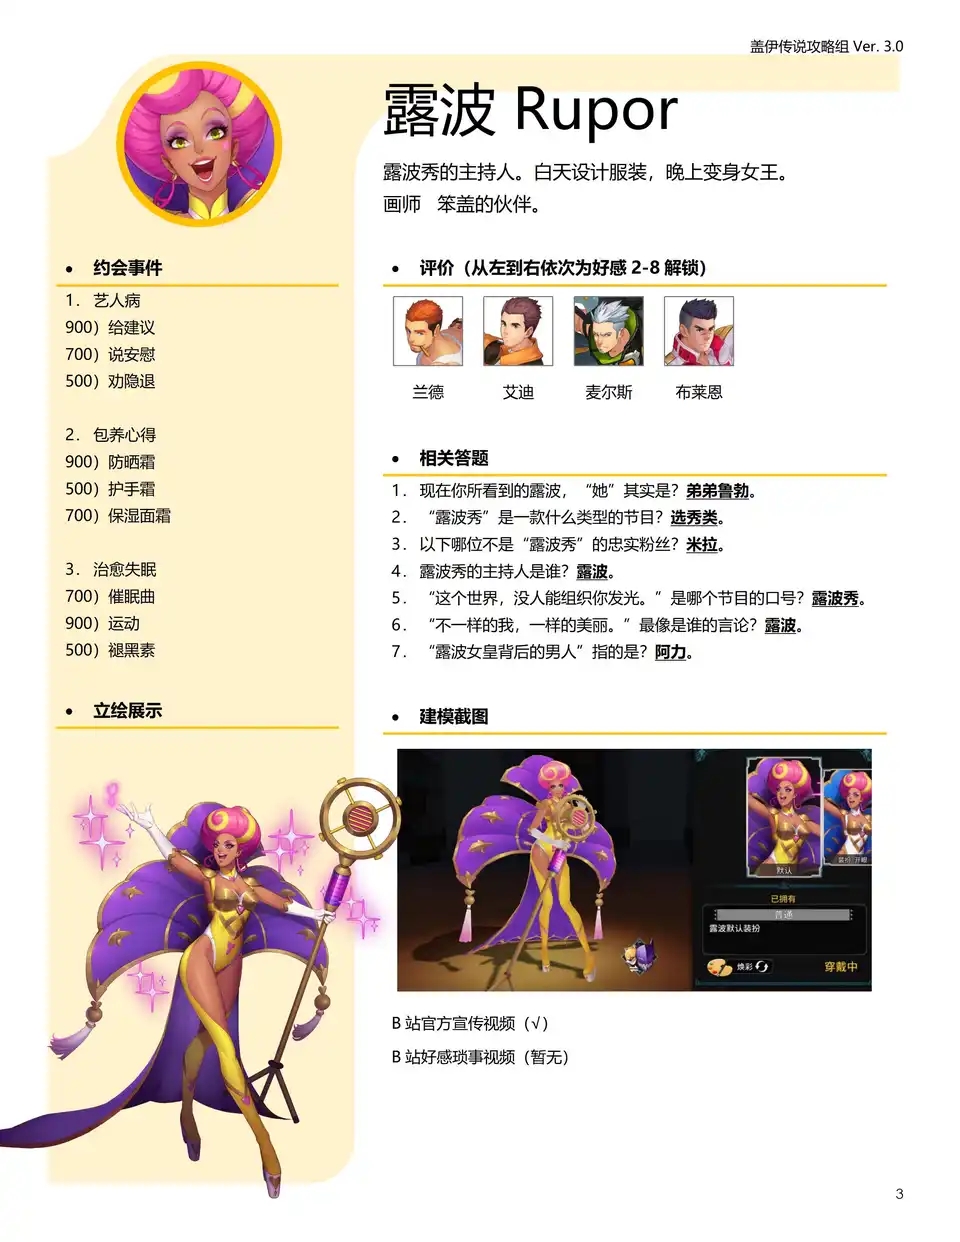 盖伊传说攻略组 Ver. 3.0
露波 Rupor
露波秀的主持人。白天设计服装，晚上变身女王。
画师 笨盖的伙伴。
• 约会事件
1. 艺人病
900）给建议
700）说安慰
500）劝隐退
2. 包养心得
900）防晒霜
500）护手霜
700）保湿面霜
3. 治愈失眠
700）催眠曲
900）运动
500）褪黑素
• 立绘展示
• 评价（从左到右依次为好感 2-8 解锁）
兰德 艾迪 麦尔斯 布莱恩
• 相关答题
1. 现在你所看到的露波，“她”其实是？弟弟鲁勃。
2. “露波秀”是一款什么类型的节目？选秀类。
3. 以下哪位不是“露波秀”的忠实粉丝？米拉。
4. 露波秀的主持人是谁？露波。
5. “这个世界，没人能组织你发光。”是哪个节目的口号？露波秀。
6. “不一样的我，一样的美丽。”最像是谁的言论？露波。
7. “露波女皇背后的男人”指的是？阿力。
• 建模截图
默认
已拥有
普通
露波默认装扮
焕彩
穿戴中
B 站官方宣传视频（√）
B 站好感琐事视频（暂无）
3